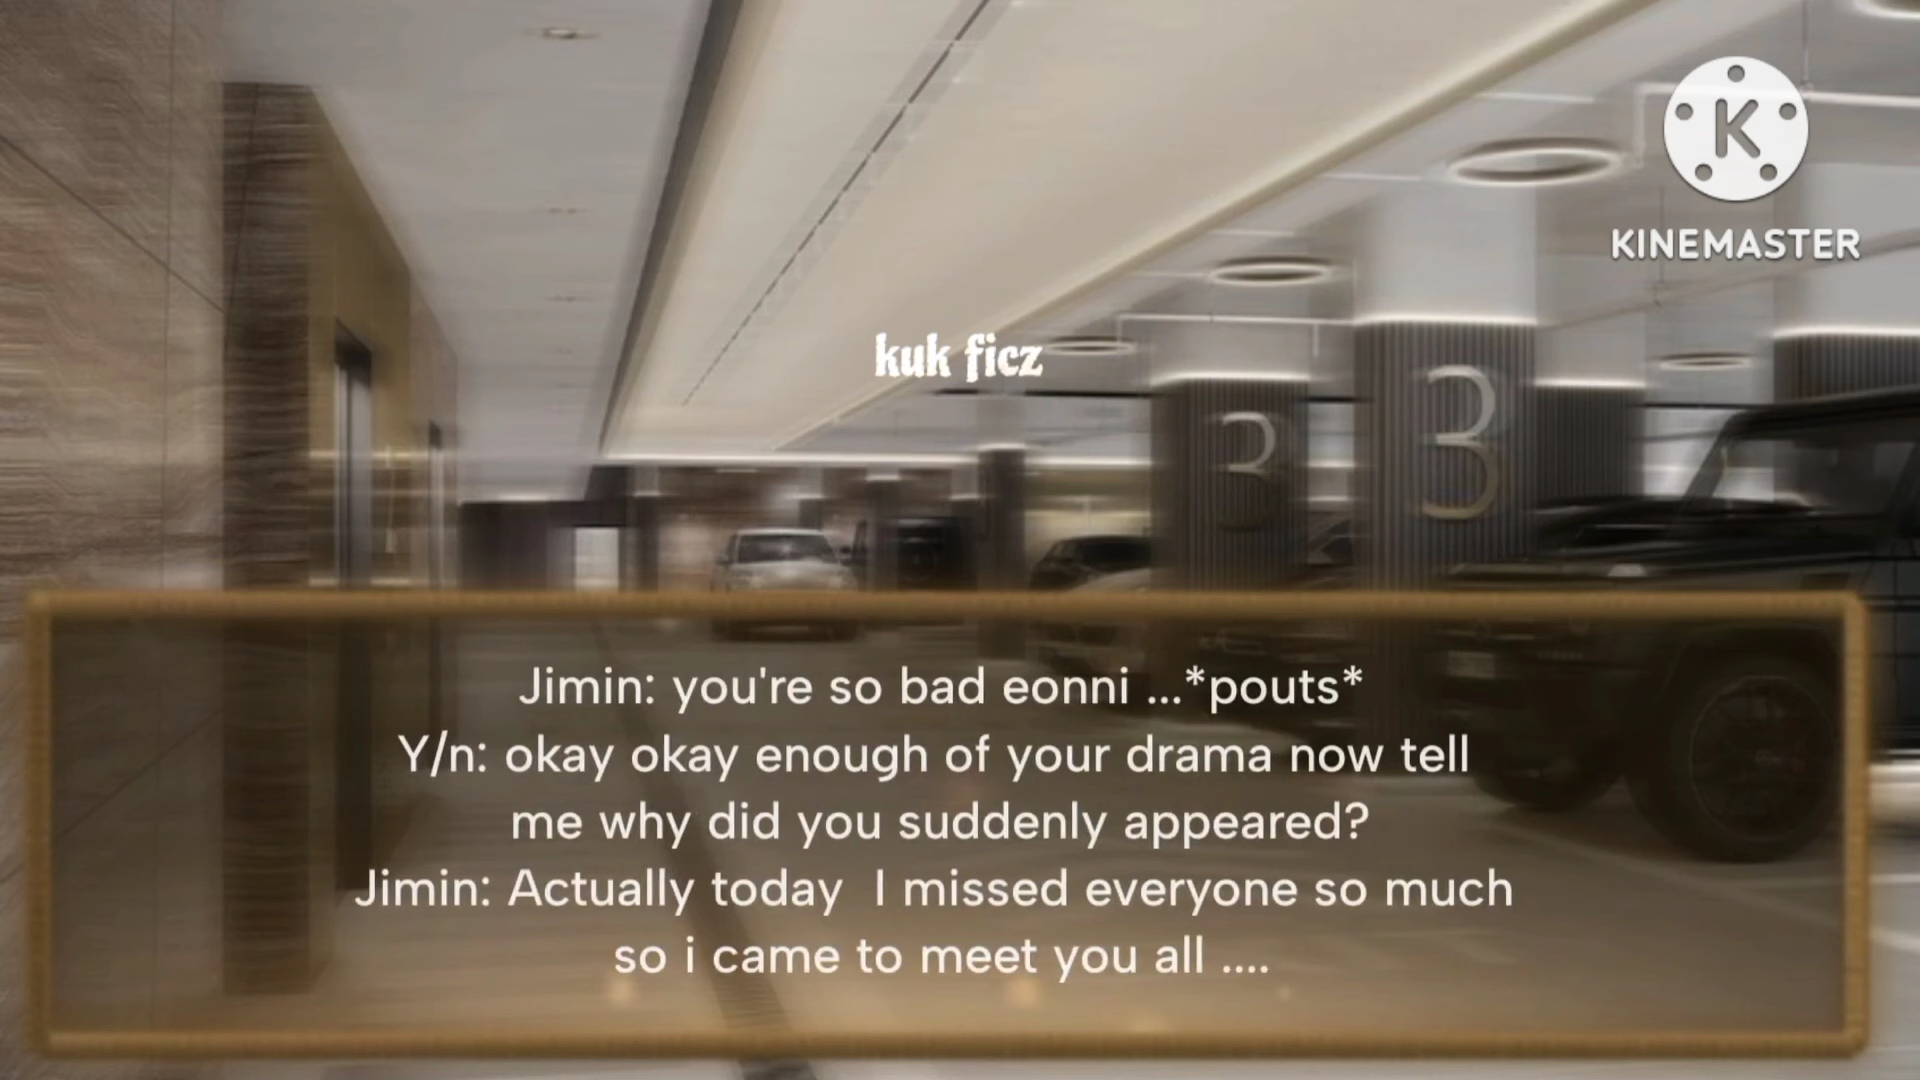 K
KINEMASTER
kuk ficz
3 3
Jimin: you're so bad eonni ...*pouts*
Y/n: okay okay enough of your drama now tell
me why did you suddenly appeared?
Jimin: Actually today  I missed everyone so much
so i came to meet you all ....